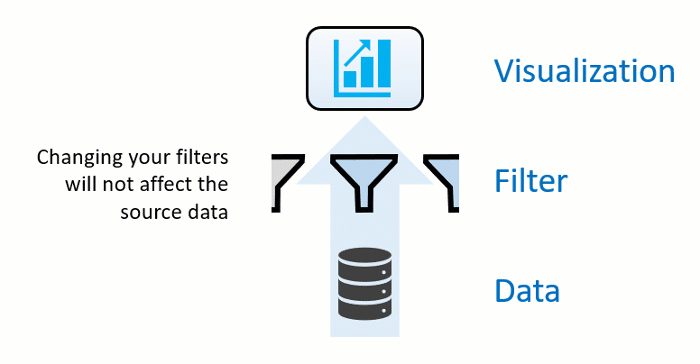 Visualization
Changing your filters
will not affect the
source data
Filter
Data